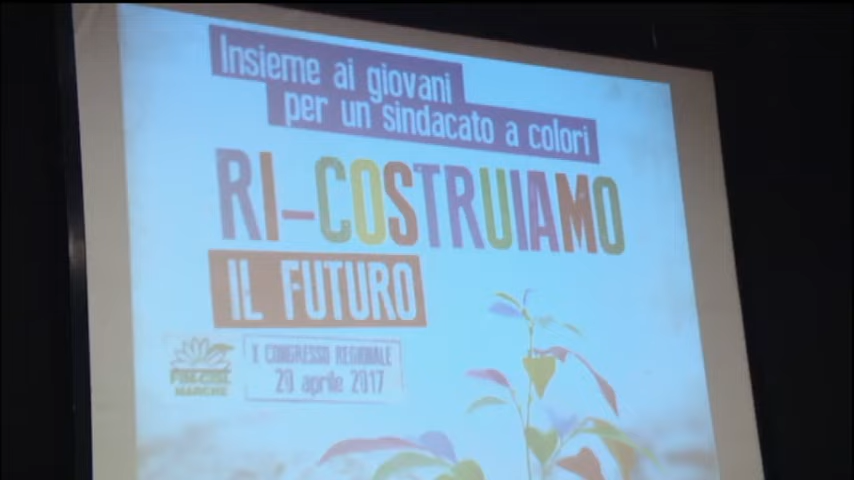 Insieme ai giovani
per un sindacato a colori
RI-COSTRUIAMO
IL FUTURO
X CONGRESSO REGIONALE
20 aprile 2017
MARCHE